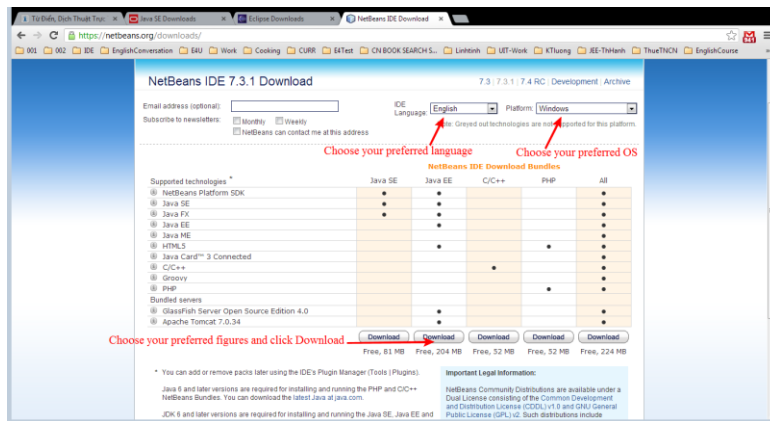 Từ Điển, Dịch Thuật Trực
Java SE Downloads
Eclipse Downloads
NetBeans IDE Download
https://netbeans.org/downloads/
001 002 IDE EnglishConversation E4U Work Cooking CURR E4Test CN BOOK SEARCH S... Linhtinh UIT-Work KTluong JEE-ThHanh ThueTNCN EnglishCourse
NetBeans IDE 7.3.1 Download
7.3 | 7.3.1 | 7.4 RC | Development | Archive
Email address (optional):
IDE Language: English
Platform: Windows
Subscribe to newsletters:
Monthly Weekly
NetBeans can contact me at this address
Greyed out technologies are not supported for this platform.
Choose your preferred language
Choose your preferred OS
NetBeans IDE Download Bundles
Supported technologies * Java SE Java EE C/C++ PHP All
NetBeans Platform SDK
Java SE
Java FX
Java EE
Java ME
HTML5
Java Card™ 3 Connected
C/C++
Groovy
PHP
Bundled servers
GlassFish Server Open Source Edition 4.0
Apache Tomcat 7.0.34
Choose your preferred figures and click Download
Download Download Download Download Download
Free, 81 MB Free, 204 MB Free, 52 MB Free, 52 MB Free, 224 MB
* You can add or remove packs later using the IDE's Plugin Manager (Tools | Plugins).
Java 6 and later versions are required for installing and running the PHP and C/C++
NetBeans Bundles. You can download the latest Java at java.com.
JDK 6 and later versions are required for installing and running the Java SE, Java EE and
Important Legal Information:
NetBeans Community Distributions are available under a
Dual License consisting of the Common Development
and Distribution License (CDDL) v1.0 and GNU General
Public License (GPL) v2. Such distributions include